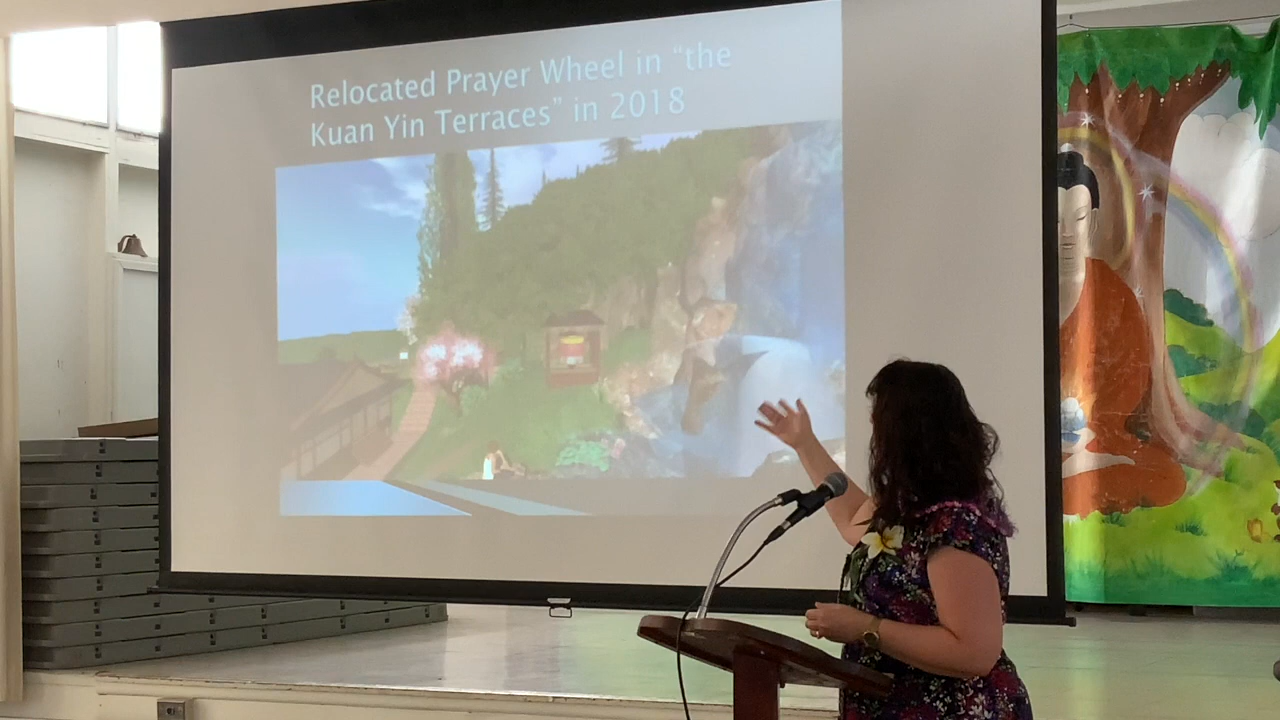 Relocated Prayer Wheel in “the
Kuan Yin Terraces” in 2018